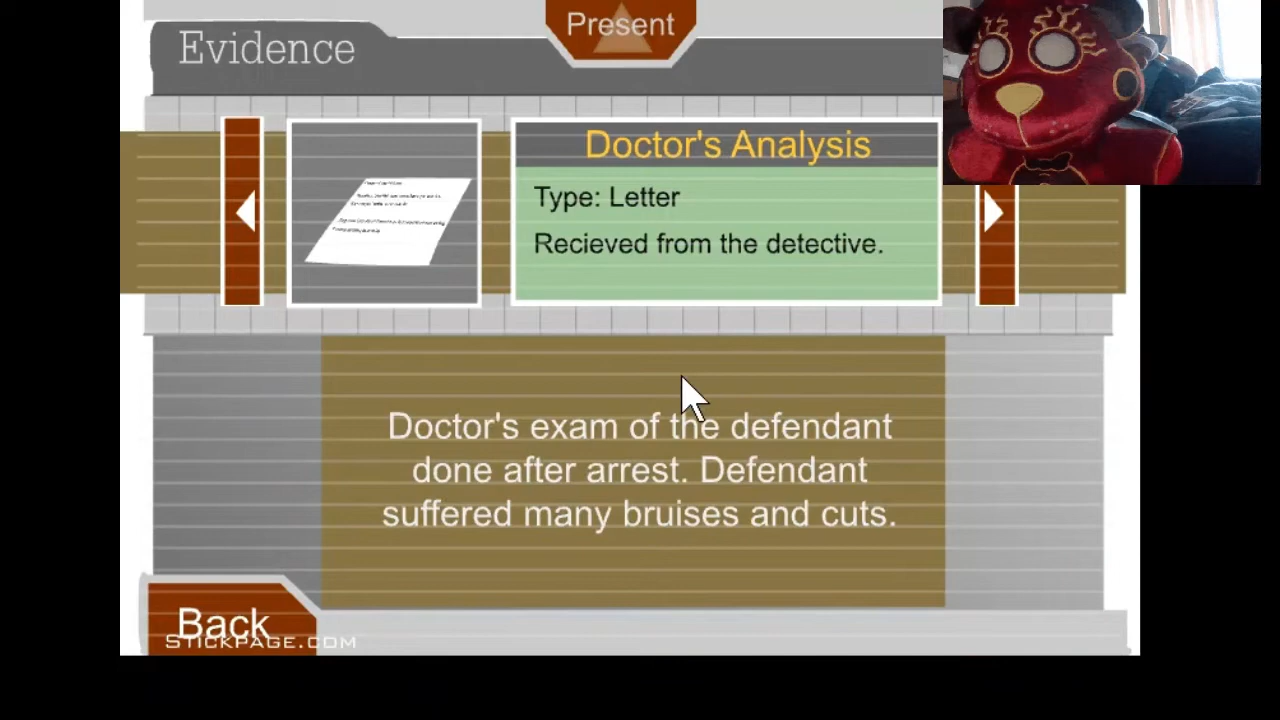 Present
Evidence
Doctor's Analysis
Type: Letter
Recieved from the detective.
Doctor's exam of the defendant
done after arrest. Defendant
suffered many bruises and cuts.
Back
STICKPAGE.COM